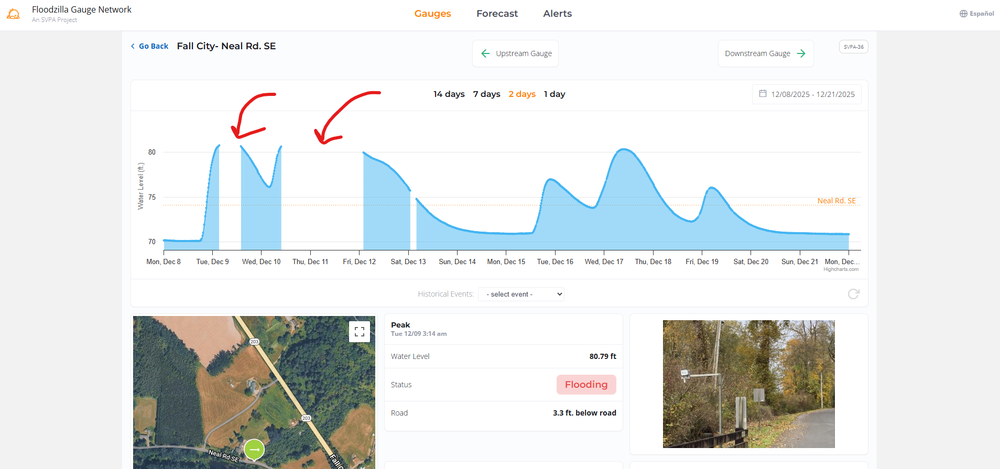 Floodzilla Gauge Network
An SVPA Project
Gauges
Forecast
Alerts
Español
Go Back
Fall City- Neal Rd. SE
Upstream Gauge
Downstream Gauge
SVPA-36
14 days
7 days
2 days
1 day
12/08/2025 - 12/21/2025
Water Level (ft.)
80
75
70
Neal Rd. SE
Mon, Dec 8
Tue, Dec 9
Wed, Dec 10
Thu, Dec 11
Fri, Dec 12
Sat, Dec 13
Sun, Dec 14
Mon, Dec 15
Tue, Dec 16
Wed, Dec 17
Thu, Dec 18
Fri, Dec 19
Sat, Dec 20
Sun, Dec 21
Mon, Dec...
Highcharts.com
Historical Events:
- select event -
203
203
Neal Rd SE
Peak
Tue 12/09 3:14 am
Water Level
80.79 ft
Status
Flooding
Road
3.3 ft. below road